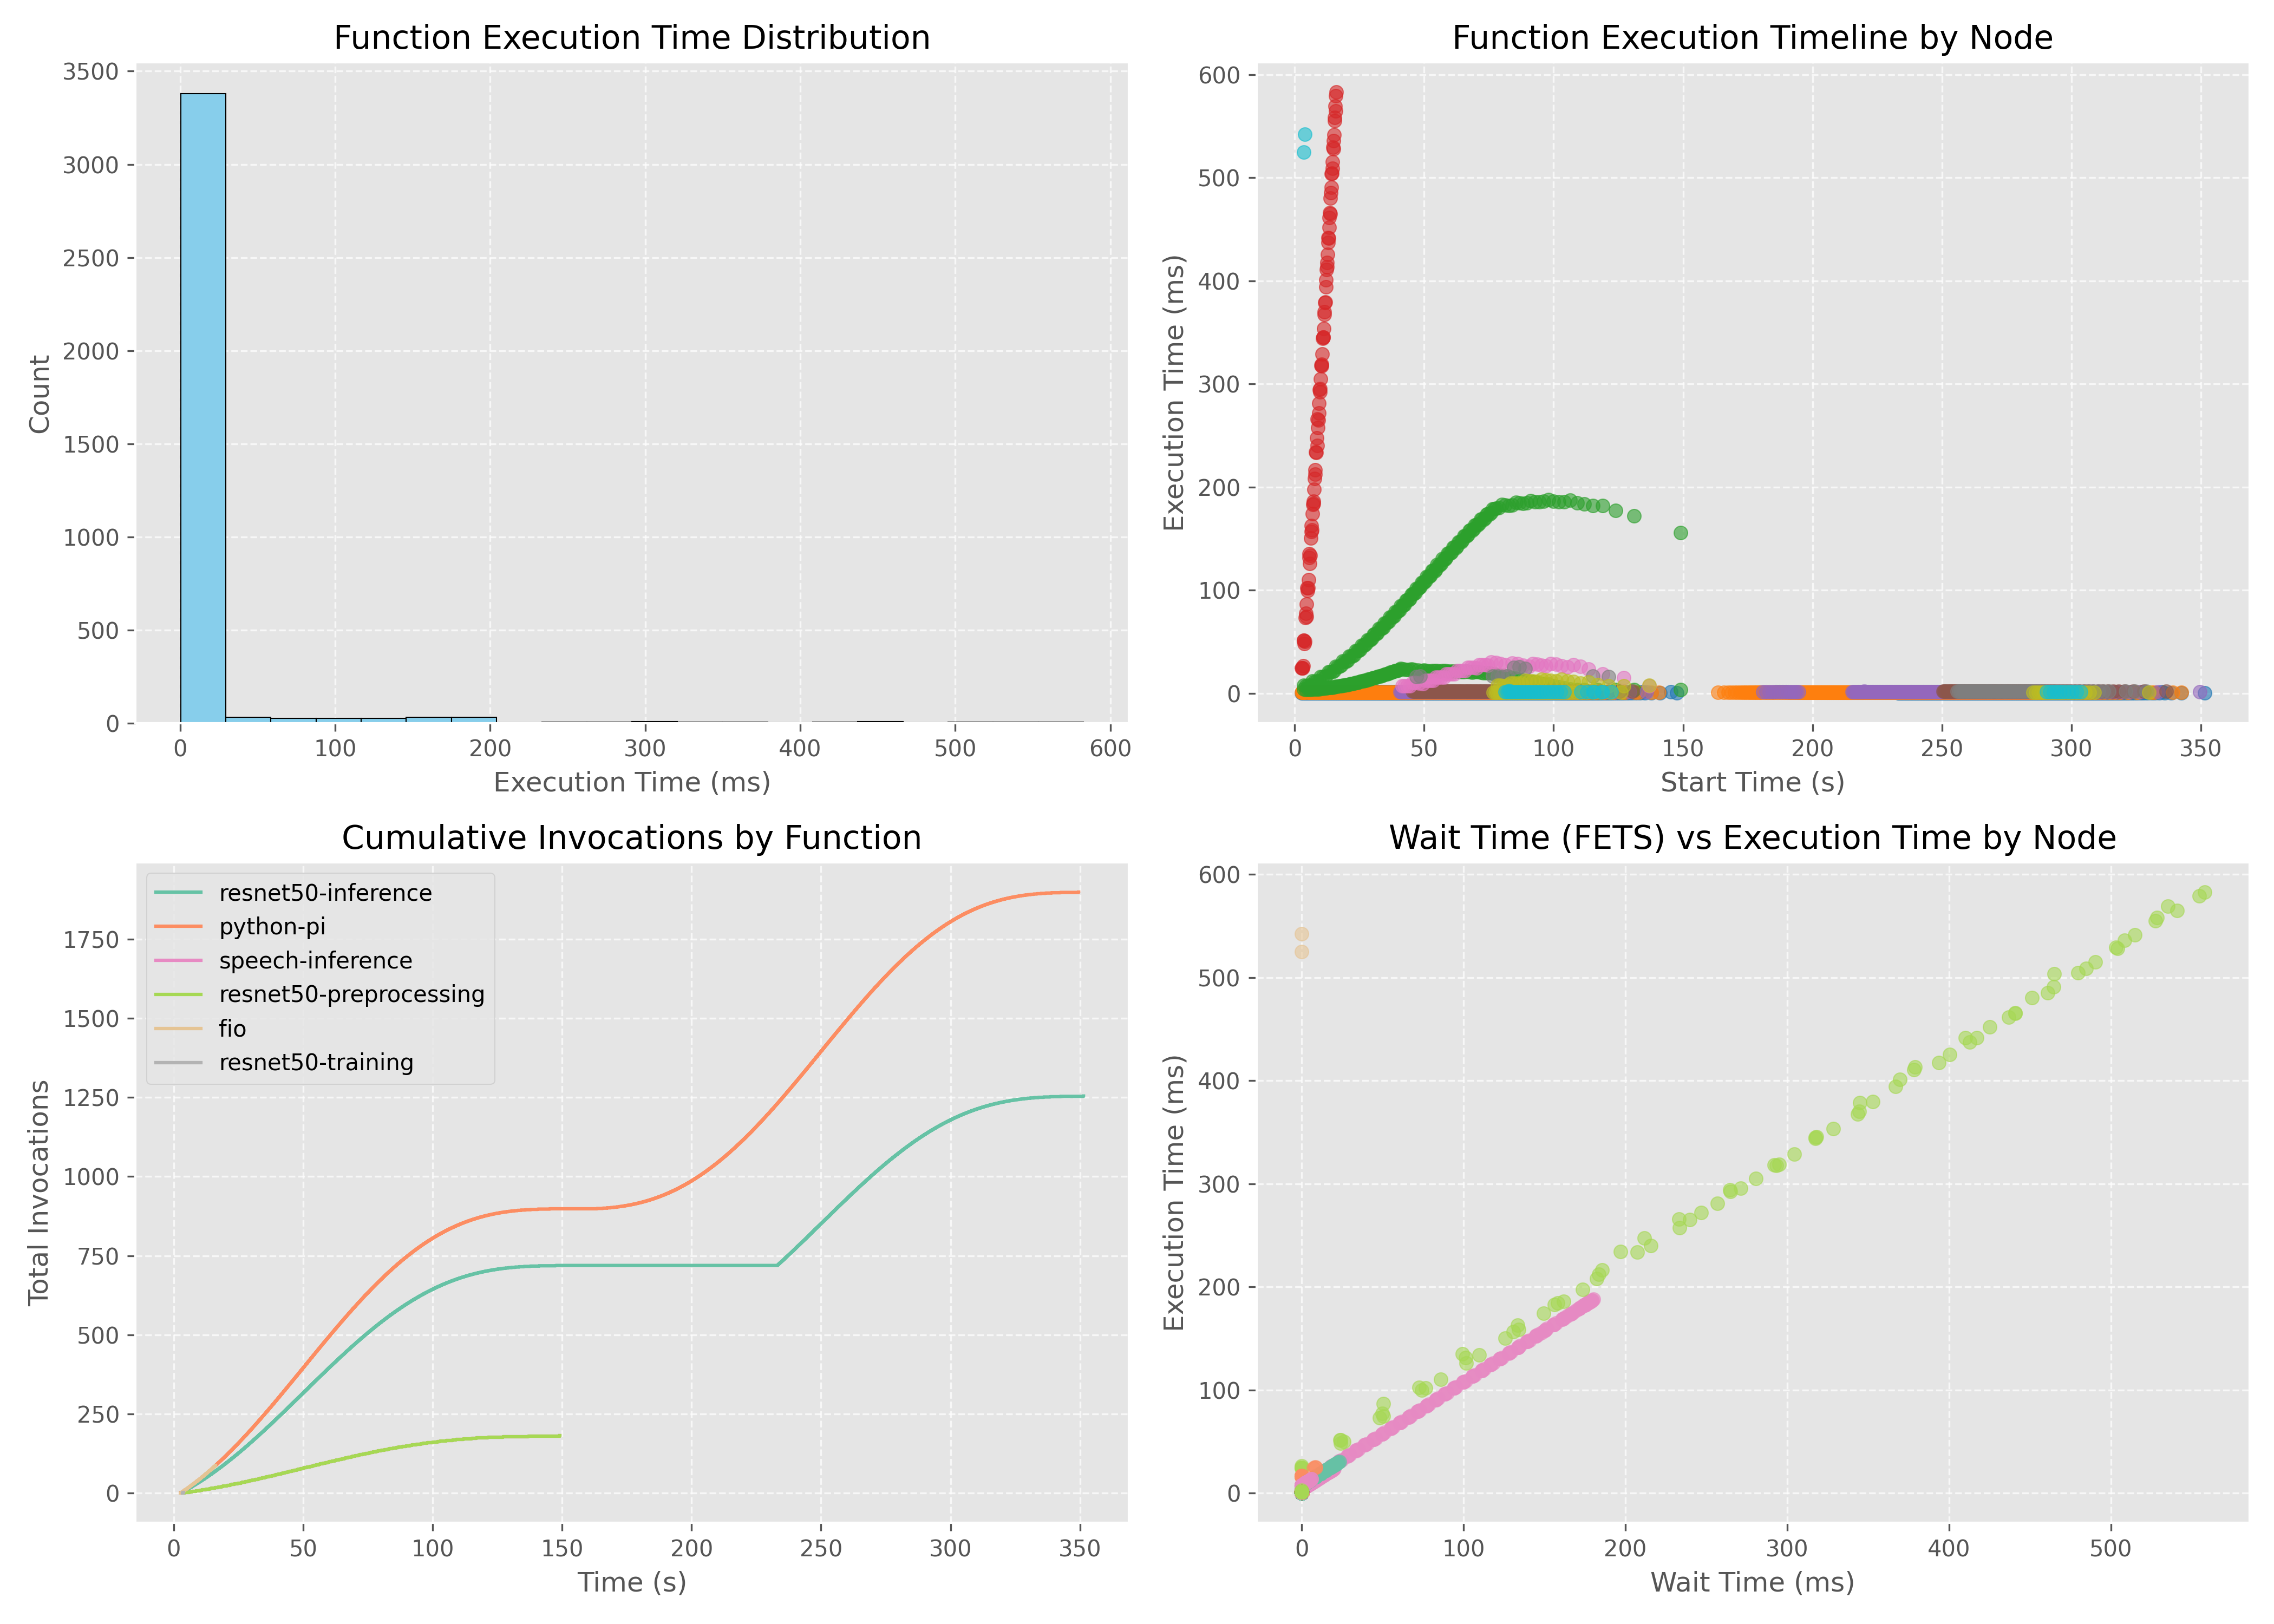 Function Execution Time Distribution
3500
3000
2500
2000
1500
1000
500
0
Count
0 100 200 300 400 500 600
Execution Time (ms)
Function Execution Timeline by Node
600
500
400
300
200
100
0
Execution Time (ms)
0 50 100 150 200 250 300 350
Start Time (s)
Cumulative Invocations by Function
resnet50-inference
python-pi
speech-inference
resnet50-preprocessing
fio
resnet50-training
1750
1500
1250
1000
750
500
250
0
Total Invocations
0 50 100 150 200 250 300 350
Time (s)
Wait Time (FETS) vs Execution Time by Node
600
500
400
300
200
100
0
Execution Time (ms)
0 100 200 300 400 500
Wait Time (ms)